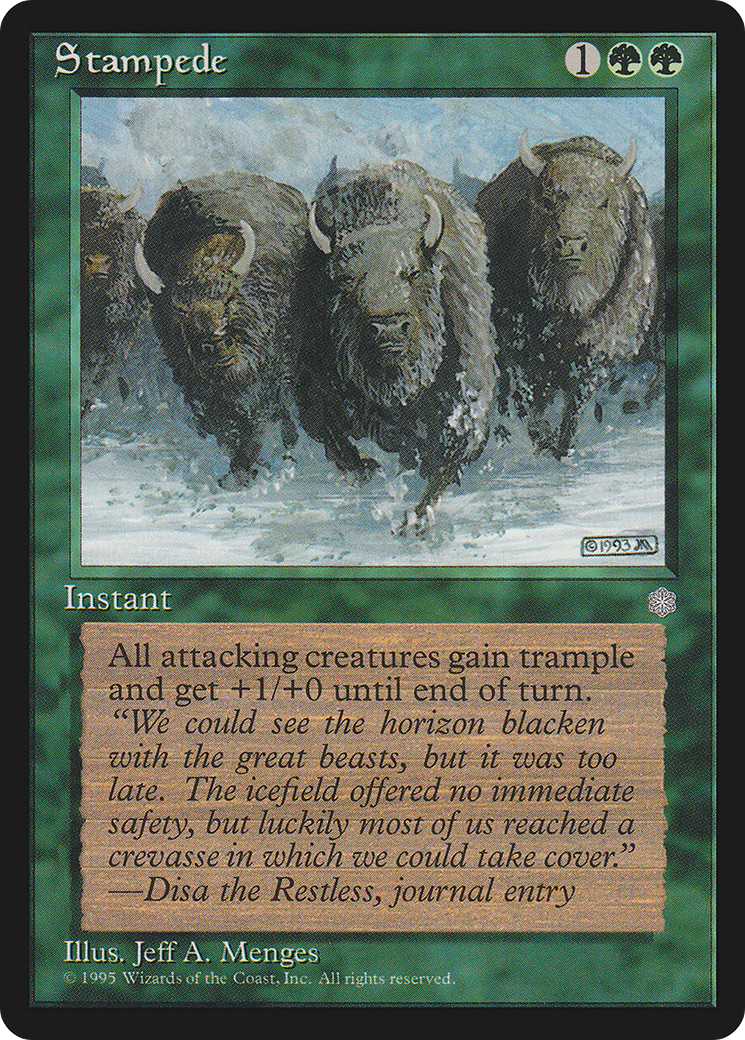 Stampede
1
©1993 JM
Instant
All attacking creatures gain trample
and get +1/+0 until end of turn.
“We could see the horizon blacken
with the great beasts, but it was too
late. The icefield offered no immediate
safety, but luckily most of us reached a
crevasse in which we could take cover.”
—Disa the Restless, journal entry
Illus. Jeff A. Menges
© 1995 Wizards of the Coast, Inc. All rights reserved.